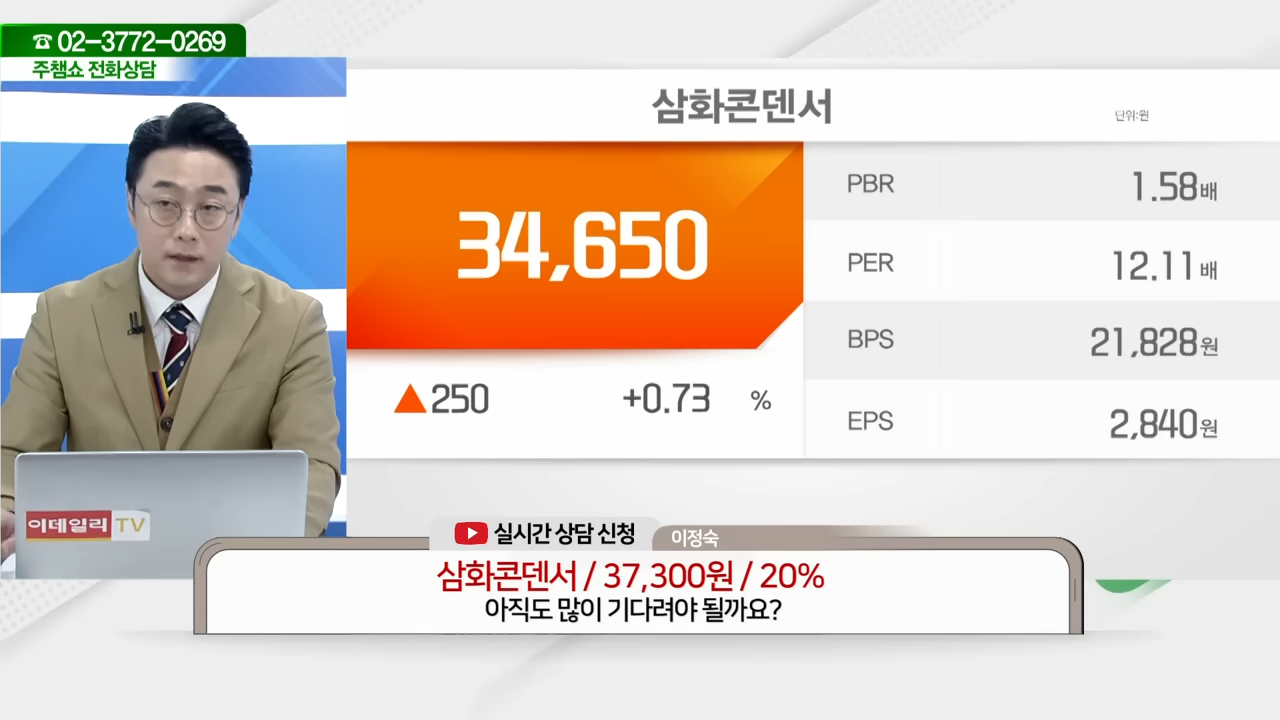 ☎ 02-3772-0269
주챔쇼 전화상담
삼화콘덴서
단위:원
34,650
▲250 +0.73 %
PBR 1.58배
PER 12.11배
BPS 21,828원
EPS 2,840원
이데일리 TV
실시간 상담 신청
이정숙
삼화콘덴서 / 37,300원 / 20%
아직도 많이 기다려야 될까요?